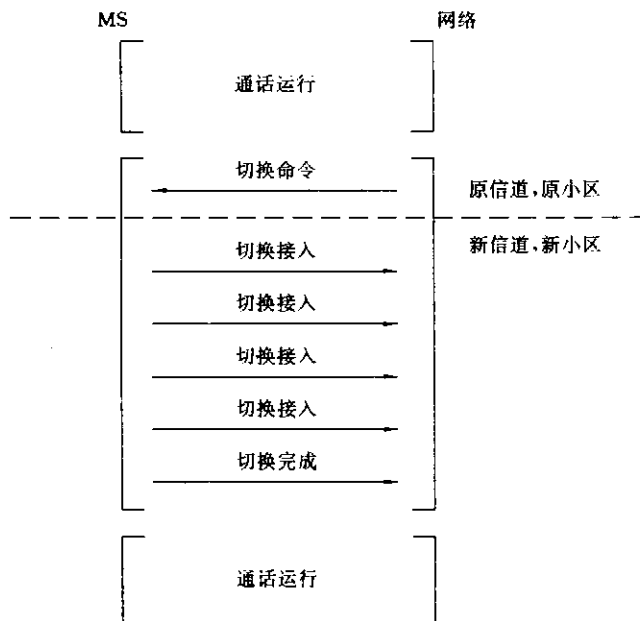 MS 网络
通话运行
切换命令
原信道,原小区
新信道,新小区
切换接入
切换接入
切换接入
切换接入
切换完成
通话运行